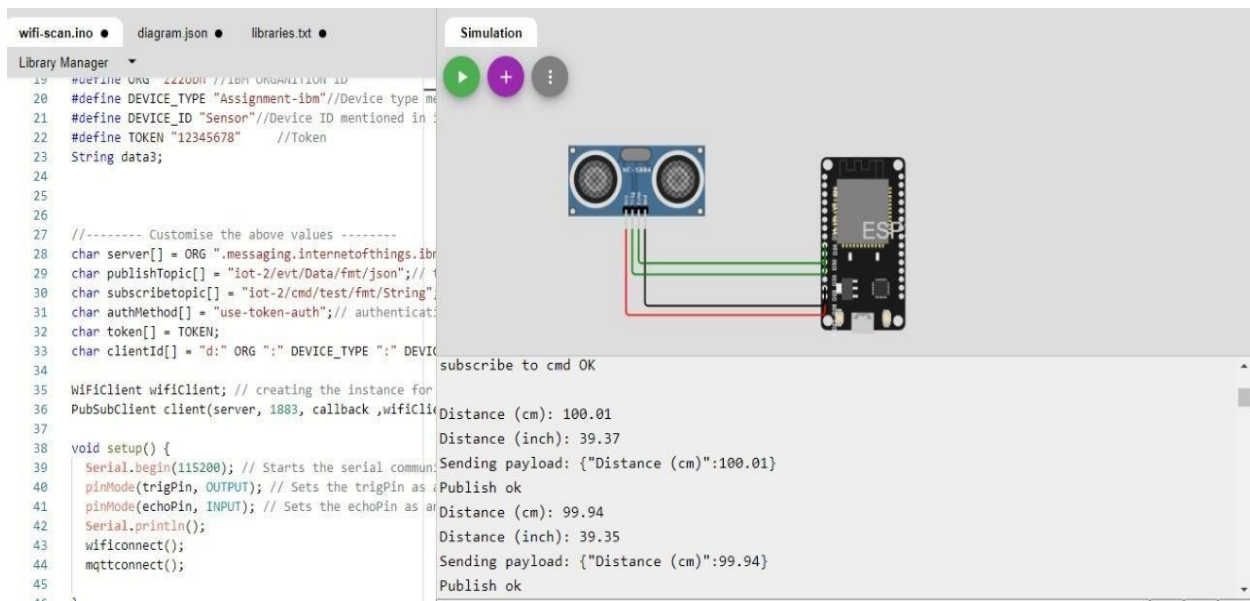 wifi-scan.ino ● diagram.json ● libraries.txt ●
Library Manager
19 #define ORG "2220bn"//IBM ORGANITION ID
20 #define DEVICE_TYPE "Assignment-ibm"//Device type
21 #define DEVICE_ID "Sensor"//Device ID mentioned in
22 #define TOKEN "12345678" //Token
23 String data3;
24
25
26
27 //-------- Customise the above values --------
28 char server[] = ORG ".messaging.internetofthings.ib
29 char publishTopic[] = "iot-2/evt/Data/fmt/json";//
30 char subscribetopic[] = "iot-2/cmd/test/fmt/String";
31 char authMethod[] = "use-token-auth";// authenticati
32 char token[] = TOKEN;
33 char clientId[] = "d:" ORG ":" DEVICE_TYPE ":" DEVIC
34
35 WiFiClient wifiClient; // creating the instance for
36 PubSubClient client(server, 1883, callback ,wifiClie
37
38 void setup() {
39 Serial.begin(115200); // Starts the serial commun
40 pinMode(trigPin, OUTPUT); // Sets the trigPin as
41 pinMode(echoPin, INPUT); // Sets the echoPin as
42 Serial.println();
43 wificonnect();
44 mqttconnect();
45
Simulation
HC-SR04
ESP
subscribe to cmd OK
Distance (cm): 100.01
Distance (inch): 39.37
Sending payload: {"Distance (cm)":100.01}
Publish ok
Distance (cm): 99.94
Distance (inch): 39.35
Sending payload: {"Distance (cm)":99.94}
Publish ok